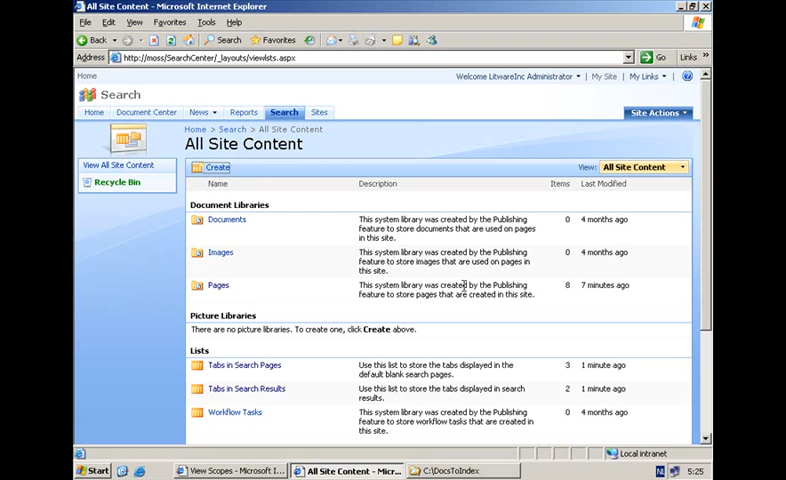 All Site Content - Microsoft Internet Explorer
File Edit View Favorites Tools Help
Back Search Favorites
Address http://moss/SearchCenter/_layouts/viewlsts.aspx Go Links »
Home Welcome LitwareInc Administrator My Site My Links
Search
Home Document Center News Reports Search Sites Site Actions
Home > Search > All Site Content
All Site Content
View All Site Content
Recycle Bin
Create View: All Site Content
Name Description Items Last Modified
Document Libraries
Documents This system library was created by the Publishing 0 4 months ago
feature to store documents that are used on pages
in this site.
Images This system library was created by the Publishing 0 4 months ago
feature to store images that are used on pages in
this site.
Pages This system library was created by the Publishing 8 7 minutes ago
feature to store pages that are created in this site.
Picture Libraries
There are no picture libraries. To create one, click Create above.
Lists
Tabs in Search Pages Use this list to store the tabs displayed in the 3 1 minute ago
default blank search pages.
Tabs in Search Results Use this list to store the tabs displayed in search 2 1 minute ago
results.
Workflow Tasks This system library was created by the Publishing 0 4 months ago
feature to store workflow tasks that are created in
this site.
Local intranet
Start View Scopes - Microsoft I... All Site Content - Micr... C:\DocsToIndex NL 5:25